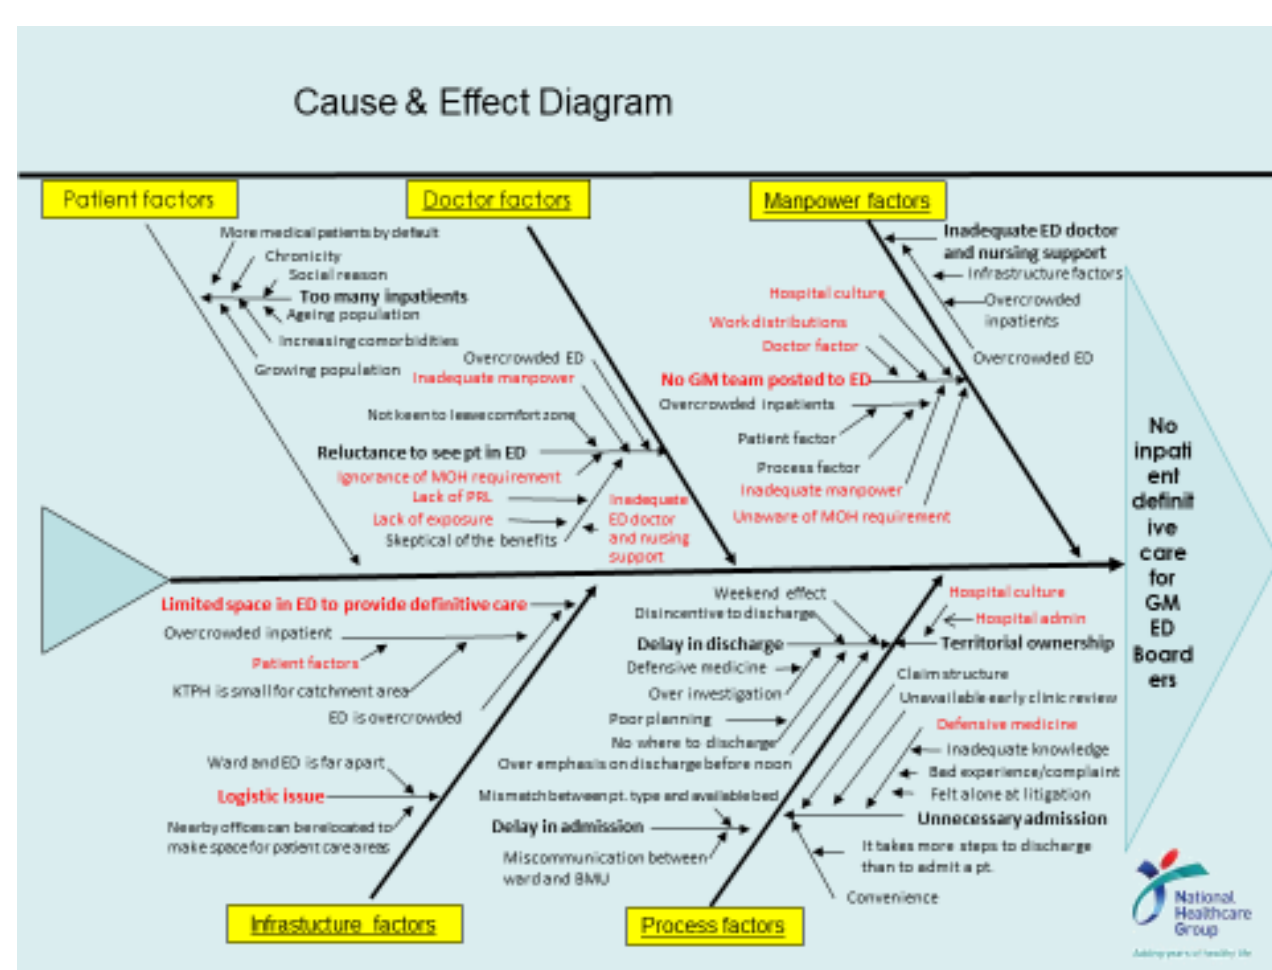 Cause & Effect Diagram
Patient factors
Doctor factors
Manpower factors
More medical patients by default
Chronicity
Social reason
Too many inpatients
Ageing population
Increasing comorbidities
Growing population
Overcrowded ED
Inadequate manpower
Not keen to leave comfort zone
Reluctance to see pt in ED
Ignorance of MOH requirement
Lack of PRL
Lack of exposure
Skeptical of the benefits
Inadequate
ED doctor
and nursing
support
Inadequate ED doctor
and nursing support
Infrastructure factors
Overcrowded
inpatients
Overcrowded ED
Hospital culture
Work distributions
Doctor factor
No GM team posted to ED
Overcrowded inpatients
Patient factor
Process factor
Inadequate manpower
Unaware of MOH requirement
No
inpati
ent
definit
ive
care
for
GM
ED
Board
ers
Limited space in ED to provide definitive care
Overcrowded inpatient
Patient factors
KTPH is small for catchment area
ED is overcrowded
Ward and ED is far apart
Logistic issue
Nearby offices can be relocated to
make space for patient care areas
Weekend effect
Disincentive to discharge
Delay in discharge
Defensive medicine
Over investigation
Poor planning
No where to discharge
Over emphasis on discharge before noon
Mismatch between pt. type and available bed
Delay in admission
Miscommunication between
ward and BMU
Hospital culture
Hospital admin
Territorial ownership
Claim structure
Unavailable early clinic review
Defensive medicine
Inadequate knowledge
Bad experience/complaint
Felt alone at litigation
Unnecessary admission
It takes more steps to discharge
than to admit a pt.
Convenience
Infrastucture factors
Process factors
National
Healthcare
Group
Adding years of healthy life